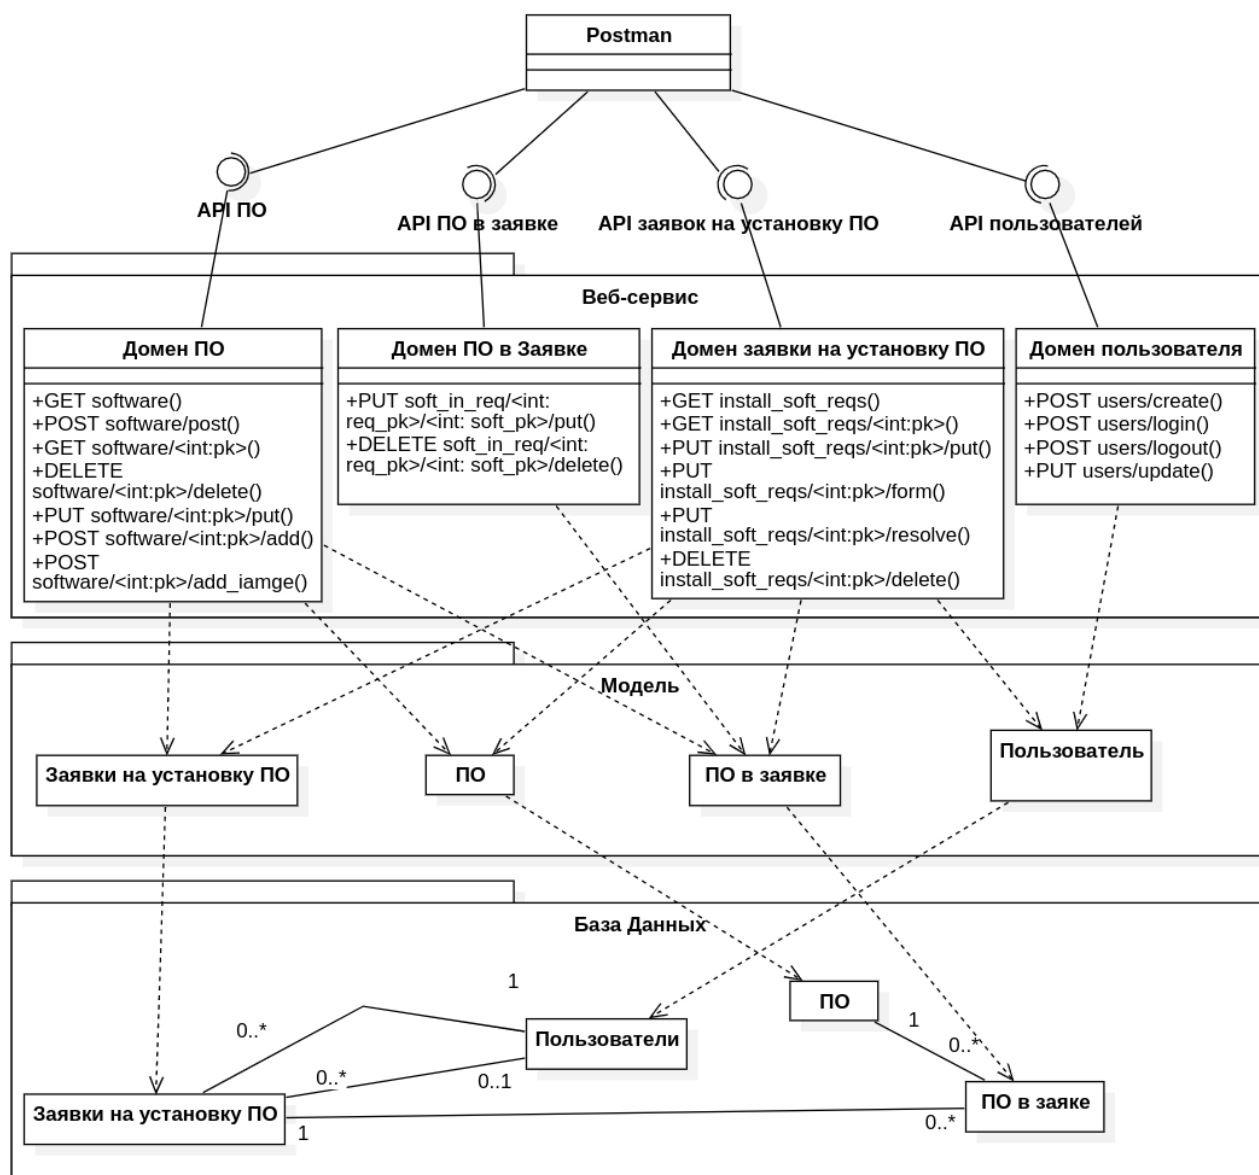 Postman
API ПО
API ПО в заявке
API заявок на установку ПО
API пользователей
Веб-сервис
Домен ПО
+GET software()
+POST software/post()
+GET software/<int:pk>()
+DELETE
software/<int:pk>/delete()
+PUT software/<int:pk>/put()
+POST software/<int:pk>/add()
+POST
software/<int:pk>/add_iamge()
Домен ПО в Заявке
+PUT soft_in_req/<int:
req_pk>/<int: soft_pk>/put()
+DELETE soft_in_req/<int:
req_pk>/<int: soft_pk>/delete()
Домен заявки на установку ПО
+GET install_soft_reqs()
+GET install_soft_reqs/<int:pk>()
+PUT install_soft_reqs/<int:pk>/put()
+PUT
install_soft_reqs/<int:pk>/form()
+PUT
install_soft_reqs/<int:pk>/resolve()
+DELETE
install_soft_reqs/<int:pk>/delete()
Домен пользователя
+POST users/create()
+POST users/login()
+POST users/logout()
+PUT users/update()
Модель
Заявки на установку ПО
ПО
ПО в заявке
Пользователь
База Данных
1
0..*
Пользователи
0..*
0..1
ПО
1
0..*
Заявки на установку ПО
1
0..*
ПО в заяке